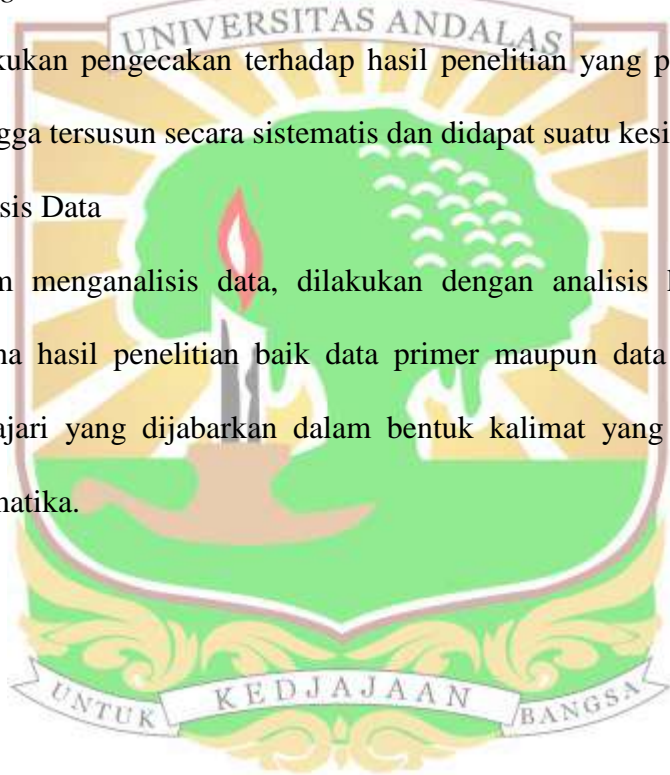 UNIVERSITAS ANDALAS
kukan pengecakan terhadap hasil penelitian yang p
gga tersusun secara sistematis dan didapat suatu kesi
sis Data
m menganalisis data, dilakukan dengan analisis
na hasil penelitian baik data primer maupun data
ajari yang dijabarkan dalam bentuk kalimat yang
matika.
UNTUK KEDJAJAAN BANGSA